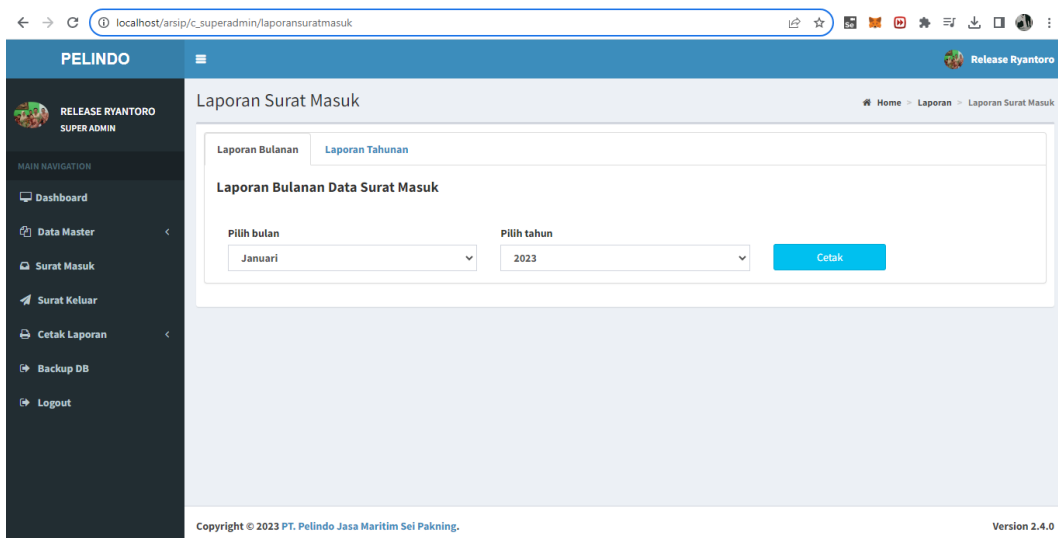 localhost/arsip/c_superadmin/laporansuratmasuk
PELINDO
Release Ryantoro
RELEASE RYANTORO
SUPER ADMIN
Laporan Surat Masuk
Home > Laporan > Laporan Surat Masuk
MAIN NAVIGATION
Dashboard
Data Master
Surat Masuk
Surat Keluar
Cetak Laporan
Backup DB
Logout
Laporan Bulanan
Laporan Tahunan
Laporan Bulanan Data Surat Masuk
Pilih bulan
Pilih tahun
Januari
2023
Cetak
Copyright © 2023 PT. Pelindo Jasa Maritim Sei Pakning.
Version 2.4.0